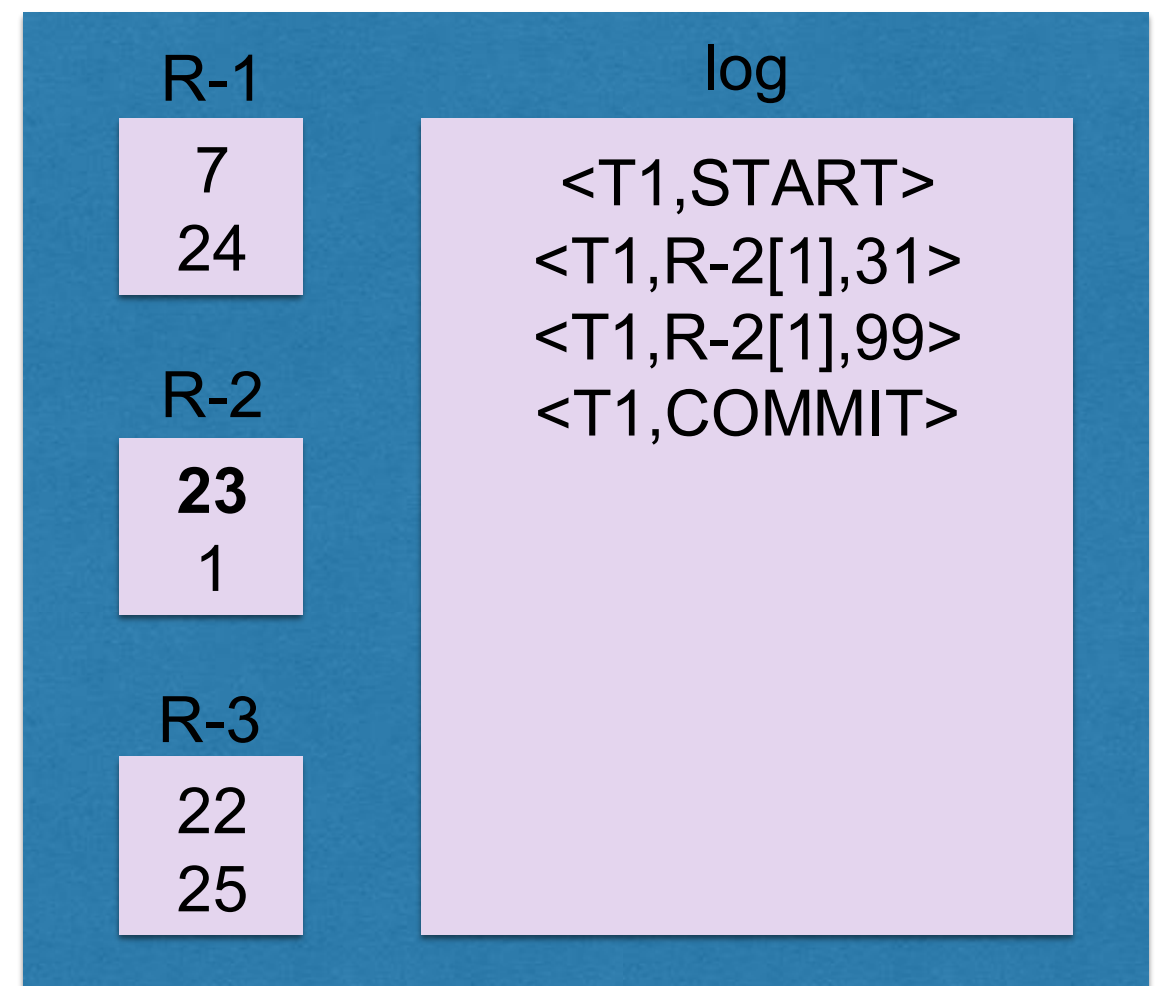 R-1
7
24
R-2
23
1
R-3
22
25
log
<T1,START>
<T1,R-2[1],31>
<T1,R-2[1],99>
<T1,COMMIT>